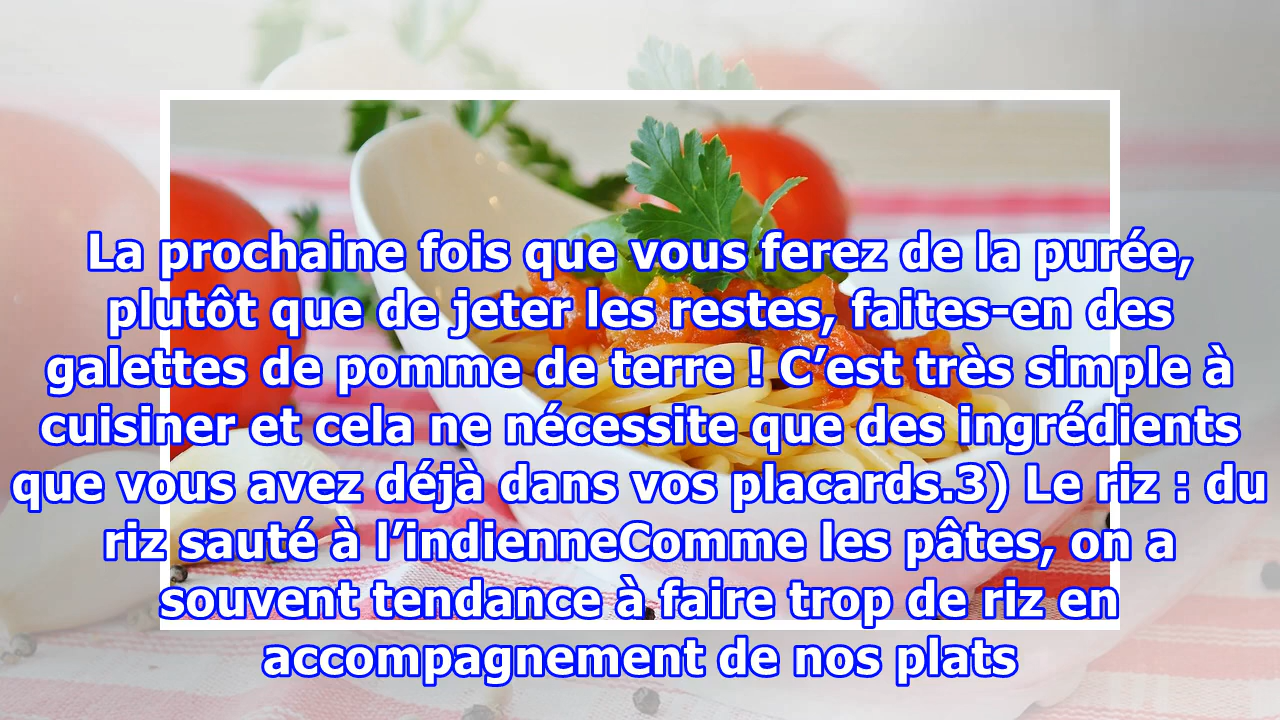 La prochaine fois que vous ferez de la purée,
plutôt que de jeter les restes, faites-en des
galettes de pomme de terre ! C’est très simple à
cuisiner et cela ne nécessite que des ingrédients
que vous avez déjà dans vos placards.3) Le riz : du
riz sauté à l’indienneComme les pâtes, on a
souvent tendance à faire trop de riz en
accompagnement de nos plats